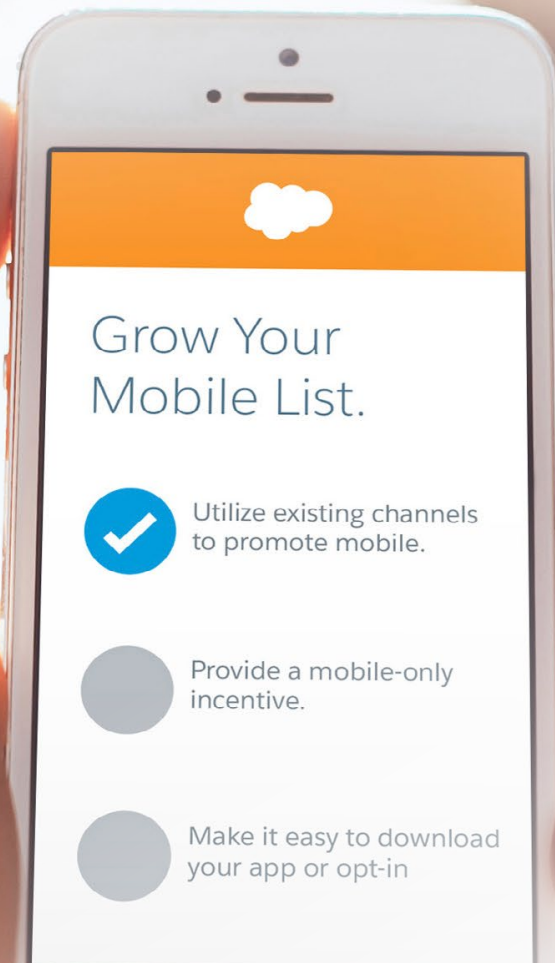 Grow Your
Mobile List.
Utilize existing channels
to promote mobile.
Provide a mobile-only
incentive.
Make it easy to download
your app or opt-in